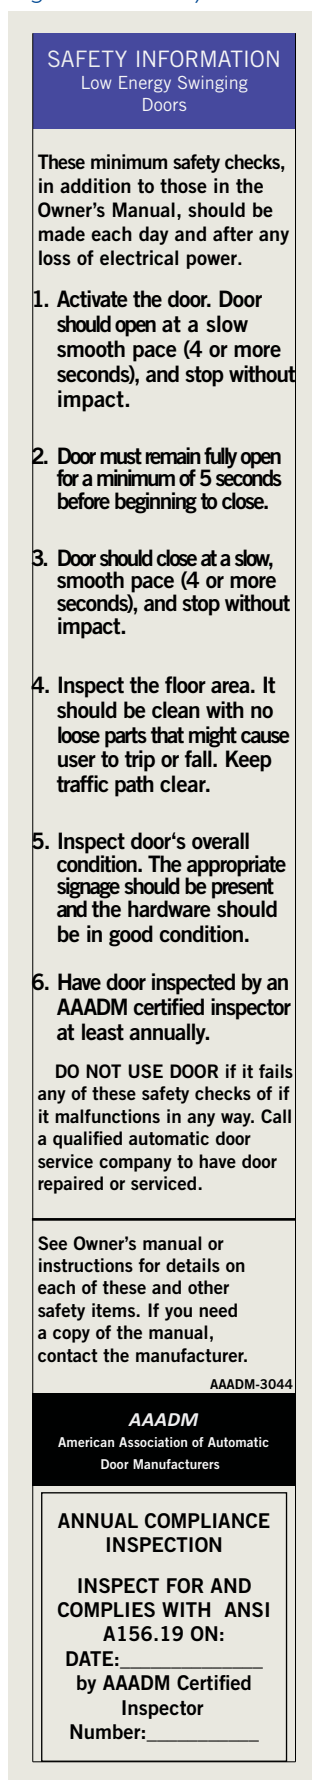 SAFETY INFORMATION
Low Energy Swinging
Doors
These minimum safety checks,
in addition to those in the
Owner's Manual, should be
made each day and after any
loss of electrical power.
1. Activate the door. Door
should open at a slow
smooth pace (4 or more
seconds), and stop without
impact.
2. Door must remain fully open
for a minimum of 5 seconds
before beginning to close.
3. Door should close at a slow,
smooth pace (4 or more
seconds), and stop without
impact.
4. Inspect the floor area. It
should be clean with no
loose parts that might cause
user to trip or fall. Keep
traffic path clear.
5. Inspect door‘s overall
condition. The appropriate
signage should be present
and the hardware should
be in good condition.
6. Have door inspected by an
AAADM certified inspector
at least annually.
DO NOT USE DOOR if it fails
any of these safety checks of if
it malfunctions in any way. Call
a qualified automatic door
service company to have door
repaired or serviced.
See Owner's manual or
instructions for details on
each of these and other
safety items. If you need
a copy of the manual,
contact the manufacturer.
AAADM-3044
AAADM
American Association of Automatic
Door Manufacturers
ANNUAL COMPLIANCE
INSPECTION
INSPECT FOR AND
COMPLIES WITH ANSI
A156.19 ON:
DATE:______________
by AAADM Certified
Inspector
Number:___________